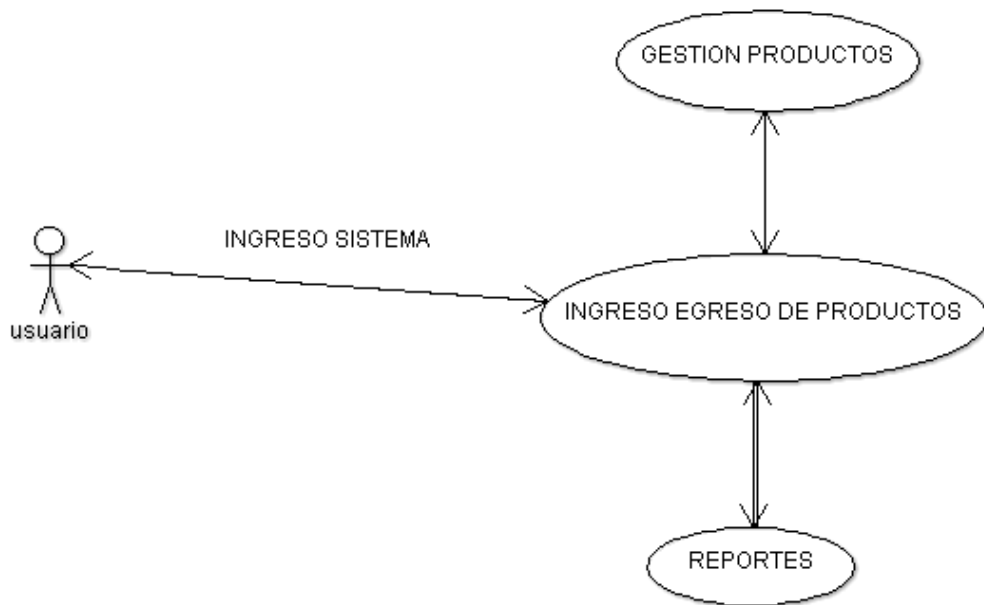 GESTION PRODUCTOS
INGRESO SISTEMA
usuario
INGRESO EGRESO DE PRODUCTOS
REPORTES